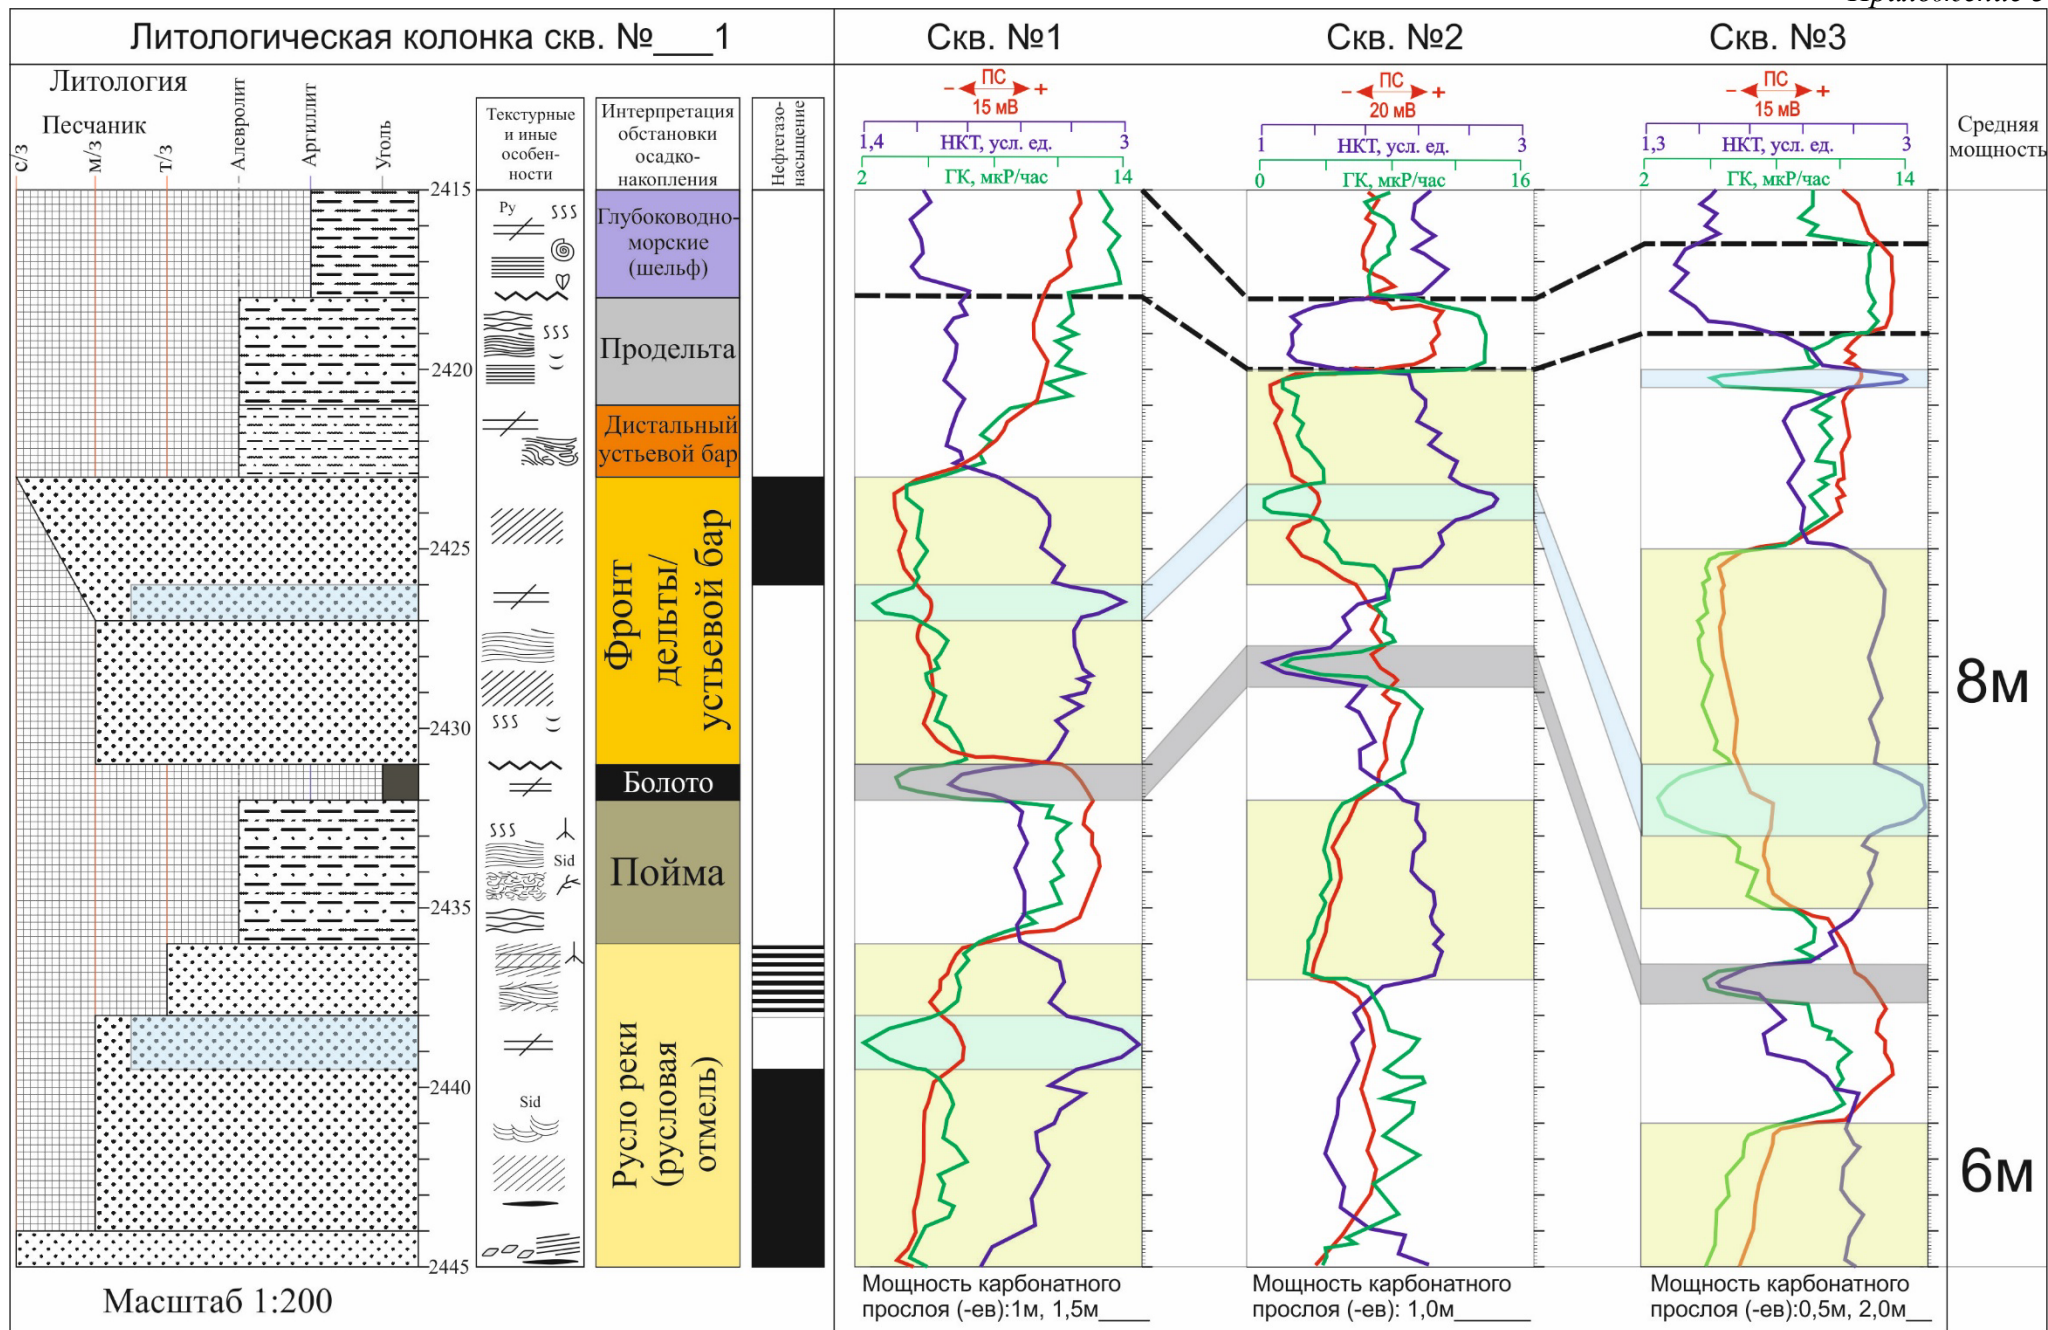 Литологическая колонка скв. №___1
Скв. №1
Скв. №2
Скв. №3
Литология
Песчаник
с/з
м/з
т/з
Алевролит
Аргиллит
Уголь
Текстурные
и иные
особен-
ности
Интерпретация
обстановки
осадко-
накопления
Нефтегазо-
насыщение
- ПС +
15 мВ
1,4 НКТ, усл. ед. 3
2 ГК, мкР/час 14
- ПС +
20 мВ
1 НКТ, усл. ед. 3
0 ГК, мкР/час 16
- ПС +
15 мВ
1,3 НКТ, усл. ед. 3
2 ГК, мкР/час 14
Средняя
мощность
2415
2420
2425
2430
2435
2440
2445
Py
Sid
Sid
Глубоководно-
морские
(шельф)
Продельта
Дистальный
устьевой бар
Фронт
дельты/
устьевой бар
Болото
Пойма
Русло реки
(русловая
отмель)
8м
6м
Масштаб 1:200
Мощность карбонатного
прослоя (-ев):1м, 1,5м_____
Мощность карбонатного
прослоя (-ев): 1,0м_______
Мощность карбонатного
прослоя (-ев):0,5м, 2,0м___